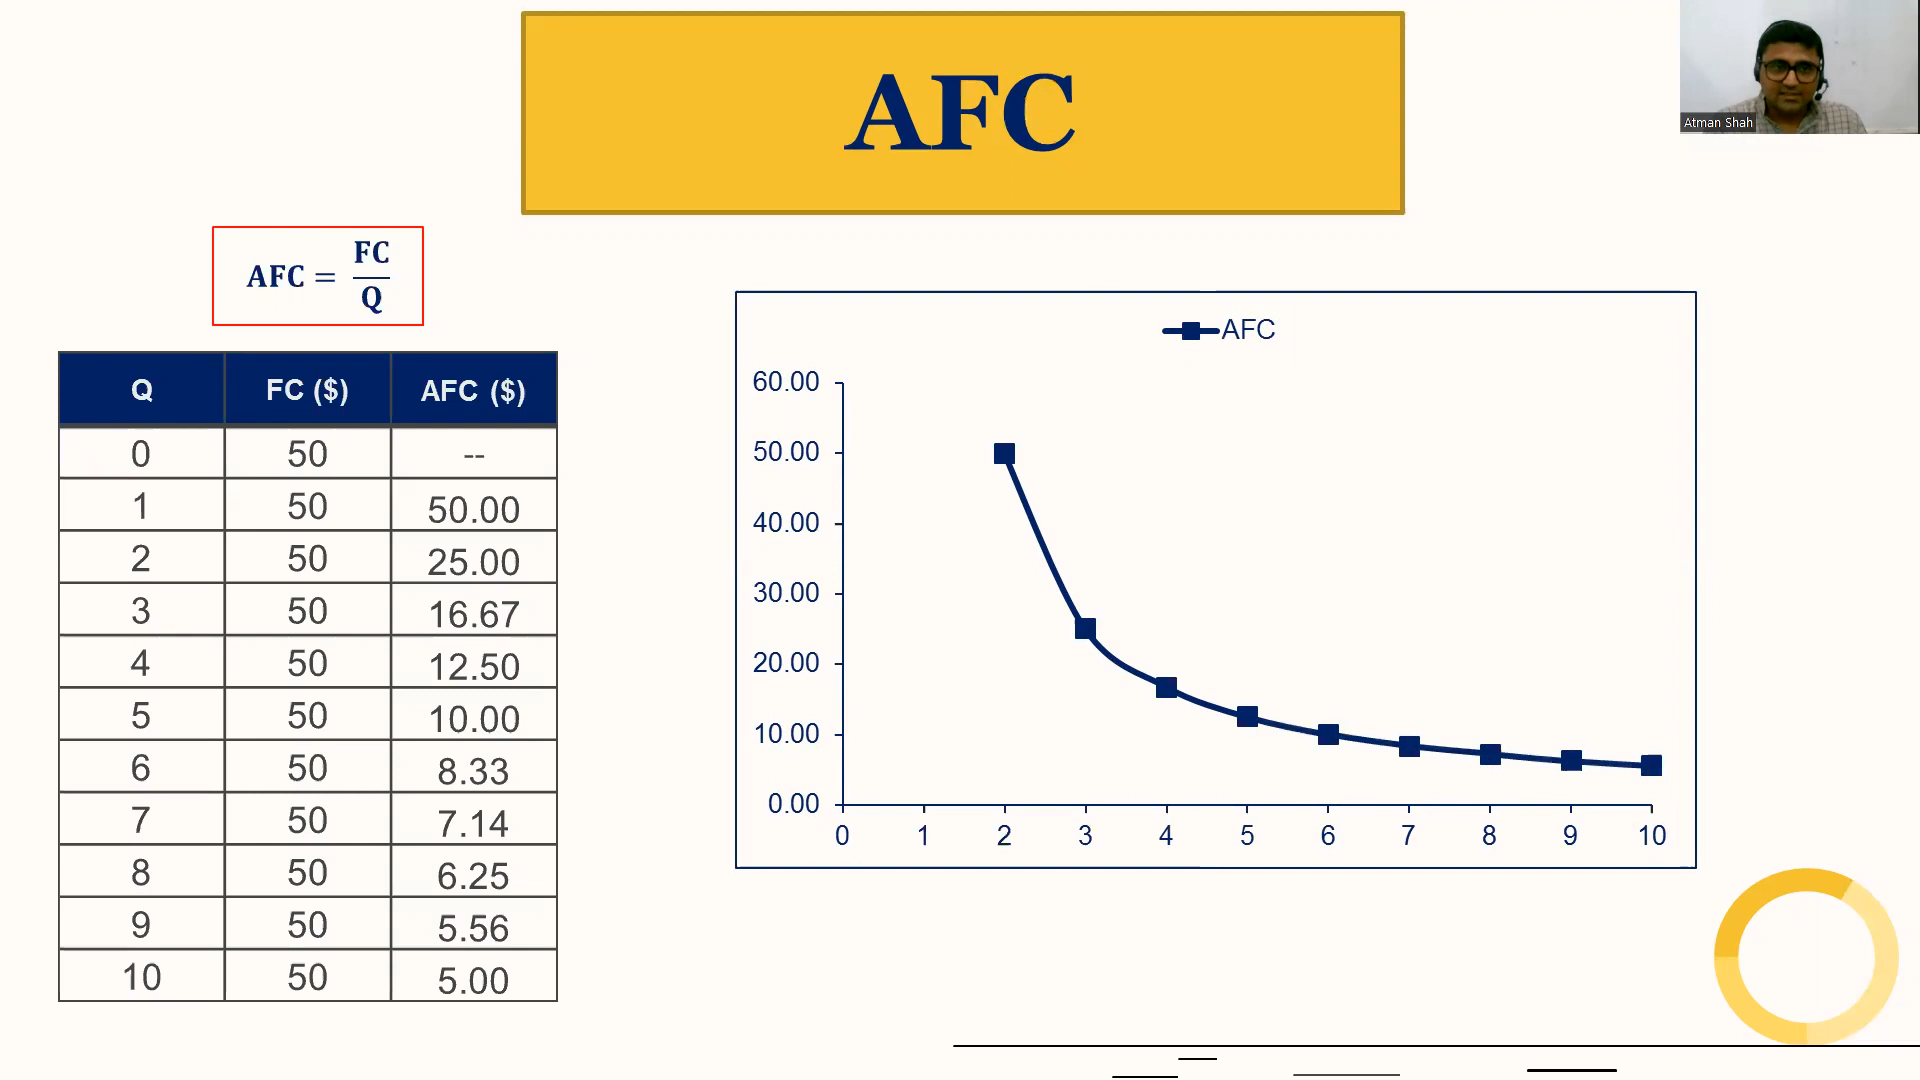 AFC
Atman Shah
AFC = FC
Q
Q FC ($) AFC ($)
0 50 --
1 50 50.00
2 50 25.00
3 50 16.67
4 50 12.50
5 50 10.00
6 50 8.33
7 50 7.14
8 50 6.25
9 50 5.56
10 50 5.00
AFC
60.00
50.00
40.00
30.00
20.00
10.00
0.00
0 1 2 3 4 5 6 7 8 9 10